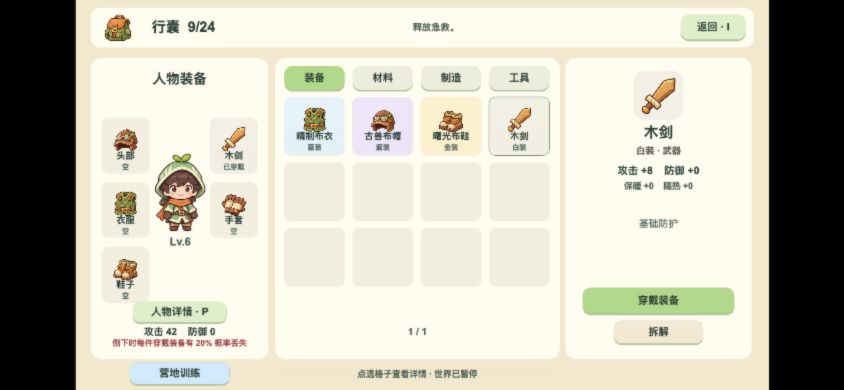 行囊 9/24
释放急救。
返回 · I
人物装备
头部
空
木剑
已穿戴
衣服
空
手套
空
鞋子
空
Lv.6
人物详情 · P
攻击 42 防御 0
倒下时每件穿戴装备有 20% 概率丢失
营地训练
装备
材料
制造
工具
精制布衣
蓝装
古兽布帽
紫装
曙光布鞋
金装
木剑
白装
1 / 1
点选格子查看详情 · 世界已暂停
木剑
白装 · 武器
攻击 +8 防御 +0
保暖 +0 隔热 +0
基础防护
穿戴装备
拆解